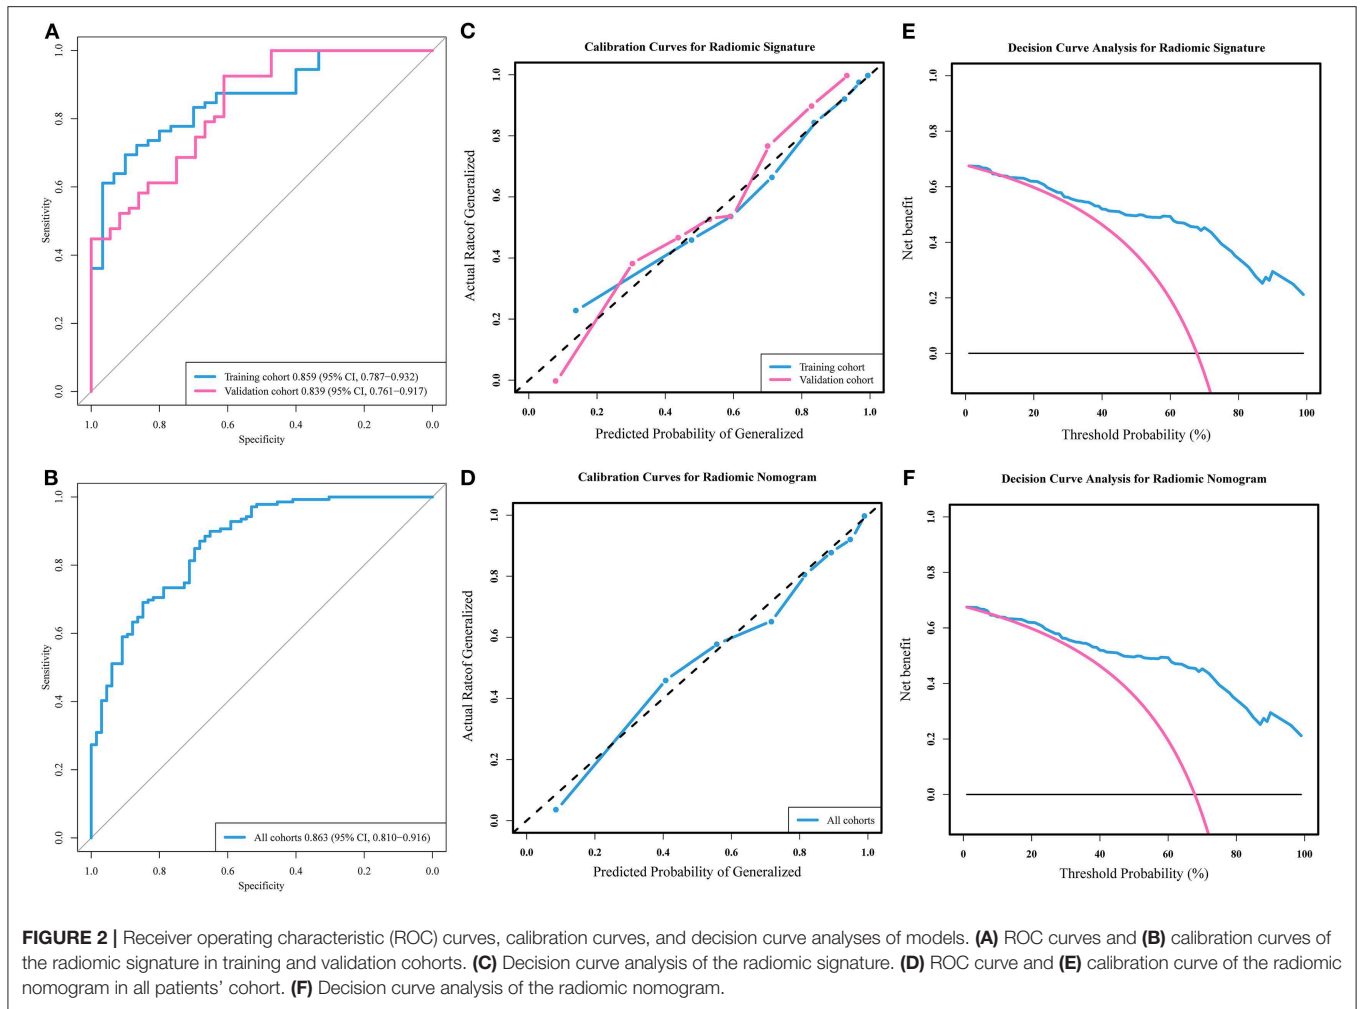 A
1.0
0.8
0.6
0.4
0.2
0.0
Sensitivity
Training cohort 0.859 (95% CI, 0.787−0.932)
Validation cohort 0.839 (95% CI, 0.761−0.917)
1.0 0.8 0.6 0.4 0.2 0.0
Specificity
C
Calibration Curves for Radiomic Signature
1.0
0.8
0.6
0.4
0.2
0.0
Actual Rateof Generalized
Training cohort
Validation cohort
0.0 0.2 0.4 0.6 0.8 1.0
Predicted Probability of Generalized
E
Decision Curve Analysis for Radiomic Signature
1.0
0.8
0.6
0.4
0.2
0.0
Net benefit
0 20 40 60 80 100
Threshold Probability (%)
B
1.0
0.8
0.6
0.4
0.2
0.0
Sensitivity
All cohorts 0.863 (95% CI, 0.810−0.916)
1.0 0.8 0.6 0.4 0.2 0.0
Specificity
D
Calibration Curves for Radiomic Nomogram
1.0
0.8
0.6
0.4
0.2
0.0
Actual Rateof Generalized
All cohorts
0.0 0.2 0.4 0.6 0.8 1.0
Predicted Probability of Generalized
F
Decision Curve Analysis for Radiomic Nomogram
1.0
0.8
0.6
0.4
0.2
0.0
Net benefit
0 20 40 60 80 100
Threshold Probability (%)
FIGURE 2 | Receiver operating characteristic (ROC) curves, calibration curves, and decision curve analyses of models. (A) ROC curves and (B) calibration curves of
the radiomic signature in training and validation cohorts. (C) Decision curve analysis of the radiomic signature. (D) ROC curve and (E) calibration curve of the radiomic
nomogram in all patients' cohort. (F) Decision curve analysis of the radiomic nomogram.